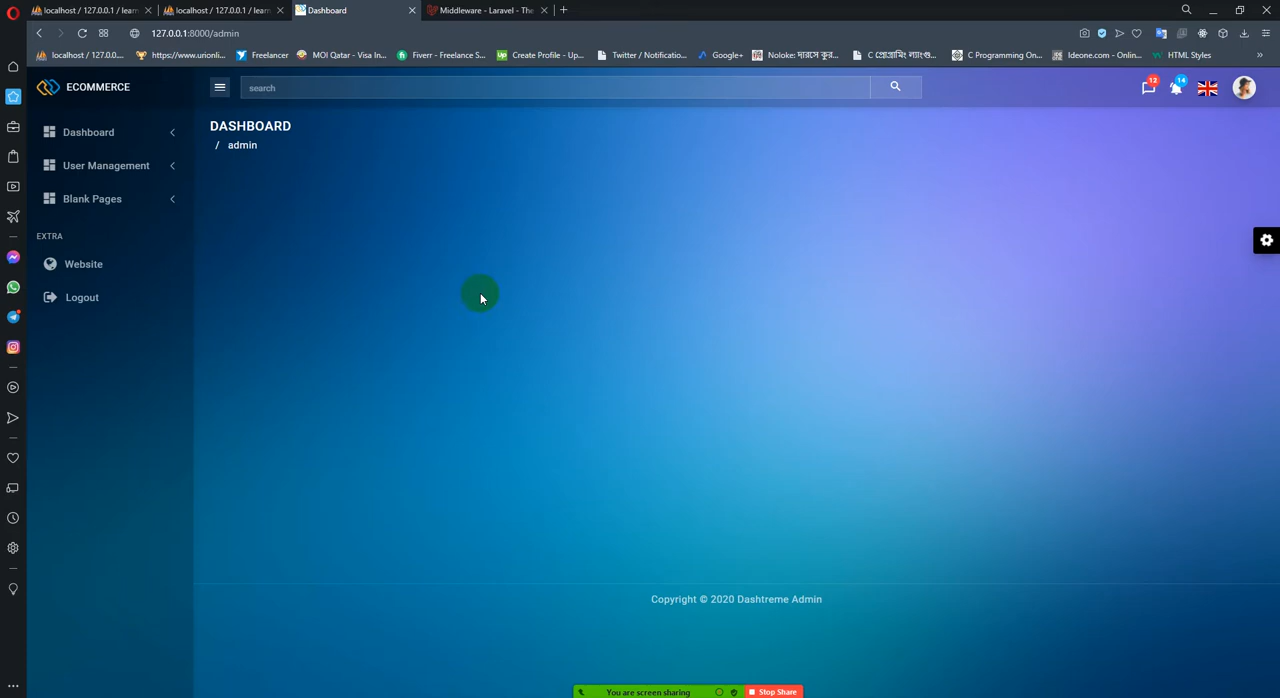 localhost / 127.0.0.1 / learn
localhost / 127.0.0.1 / learn
Dashboard
Middleware - Laravel - The
127.0.0.1:8000/admin
localhost / 127.0.0....
https://www.urionli...
Freelancer
MOI Qatar - Visa In...
Fiverr - Freelance S...
Create Profile - Up...
Twitter / Notificatio...
Google+
Noloke: দারসে কুর...
C প্রোগ্রামিং ল্যাংগু...
C Programming On...
Ideone.com - Onlin...
HTML Styles
ECOMMERCE
search
12
14
Dashboard
User Management
Blank Pages
EXTRA
Website
Logout
DASHBOARD
/ admin
Copyright © 2020 Dashtreme Admin
You are screen sharing
Stop Share